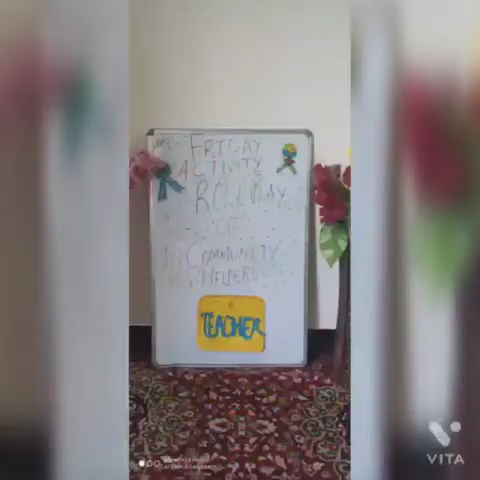 FRIDAY
ACTIVITY
ROLEPLAY
OF
COMMUNITY
HELPERS
TEACHER
VITA